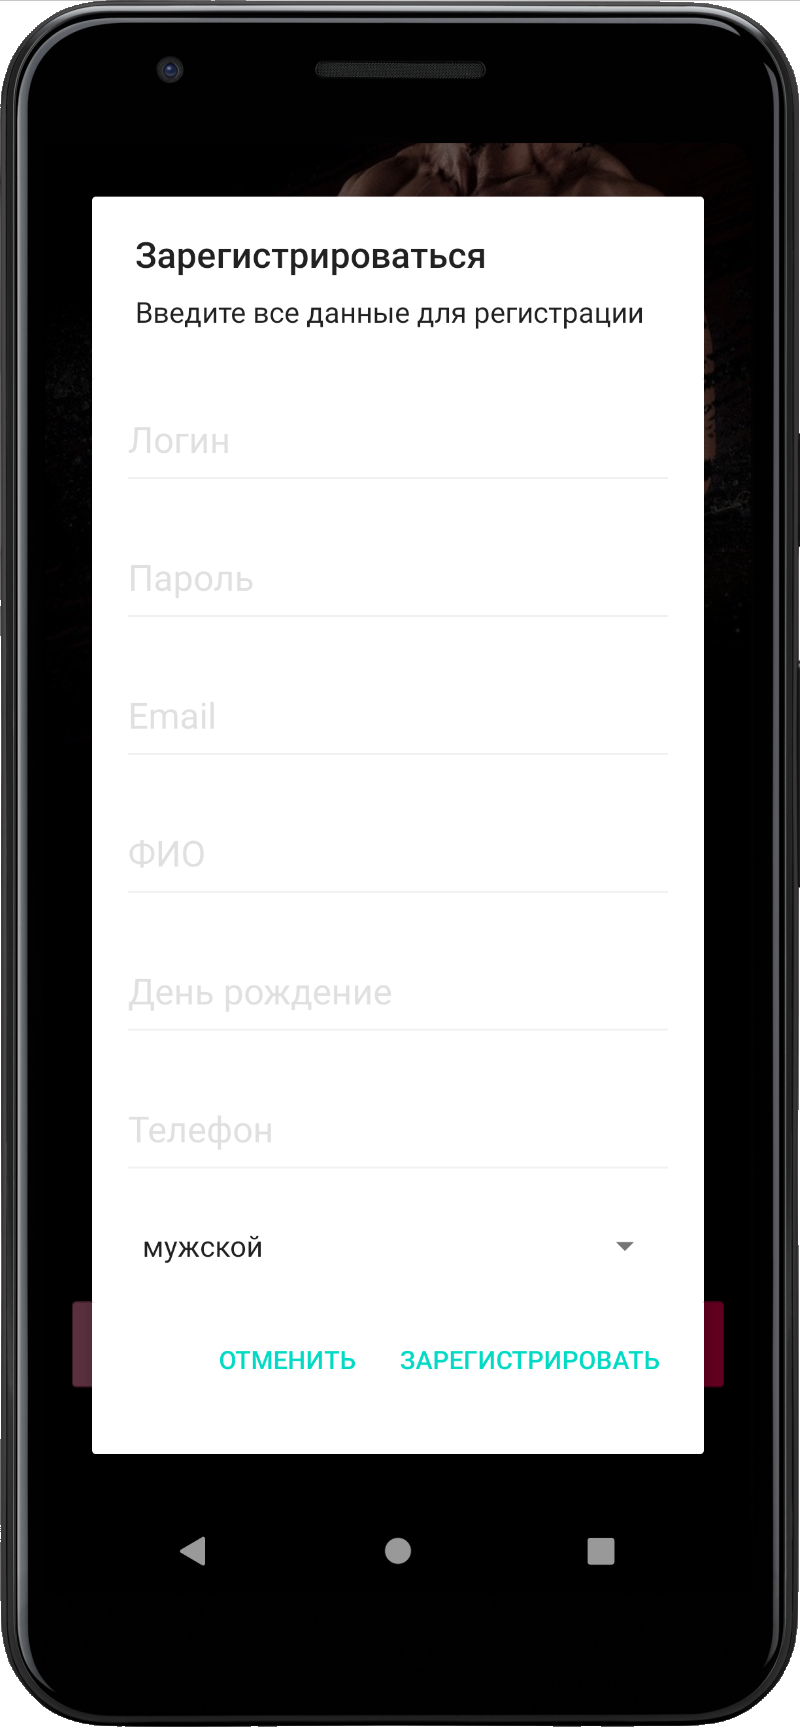 Зарегистрироваться
Введите все данные для регистрации
Логин
Пароль
Email
ФИО
День рождение
Телефон
мужской
ОТМЕНИТЬ ЗАРЕГИСТРИРОВАТЬ